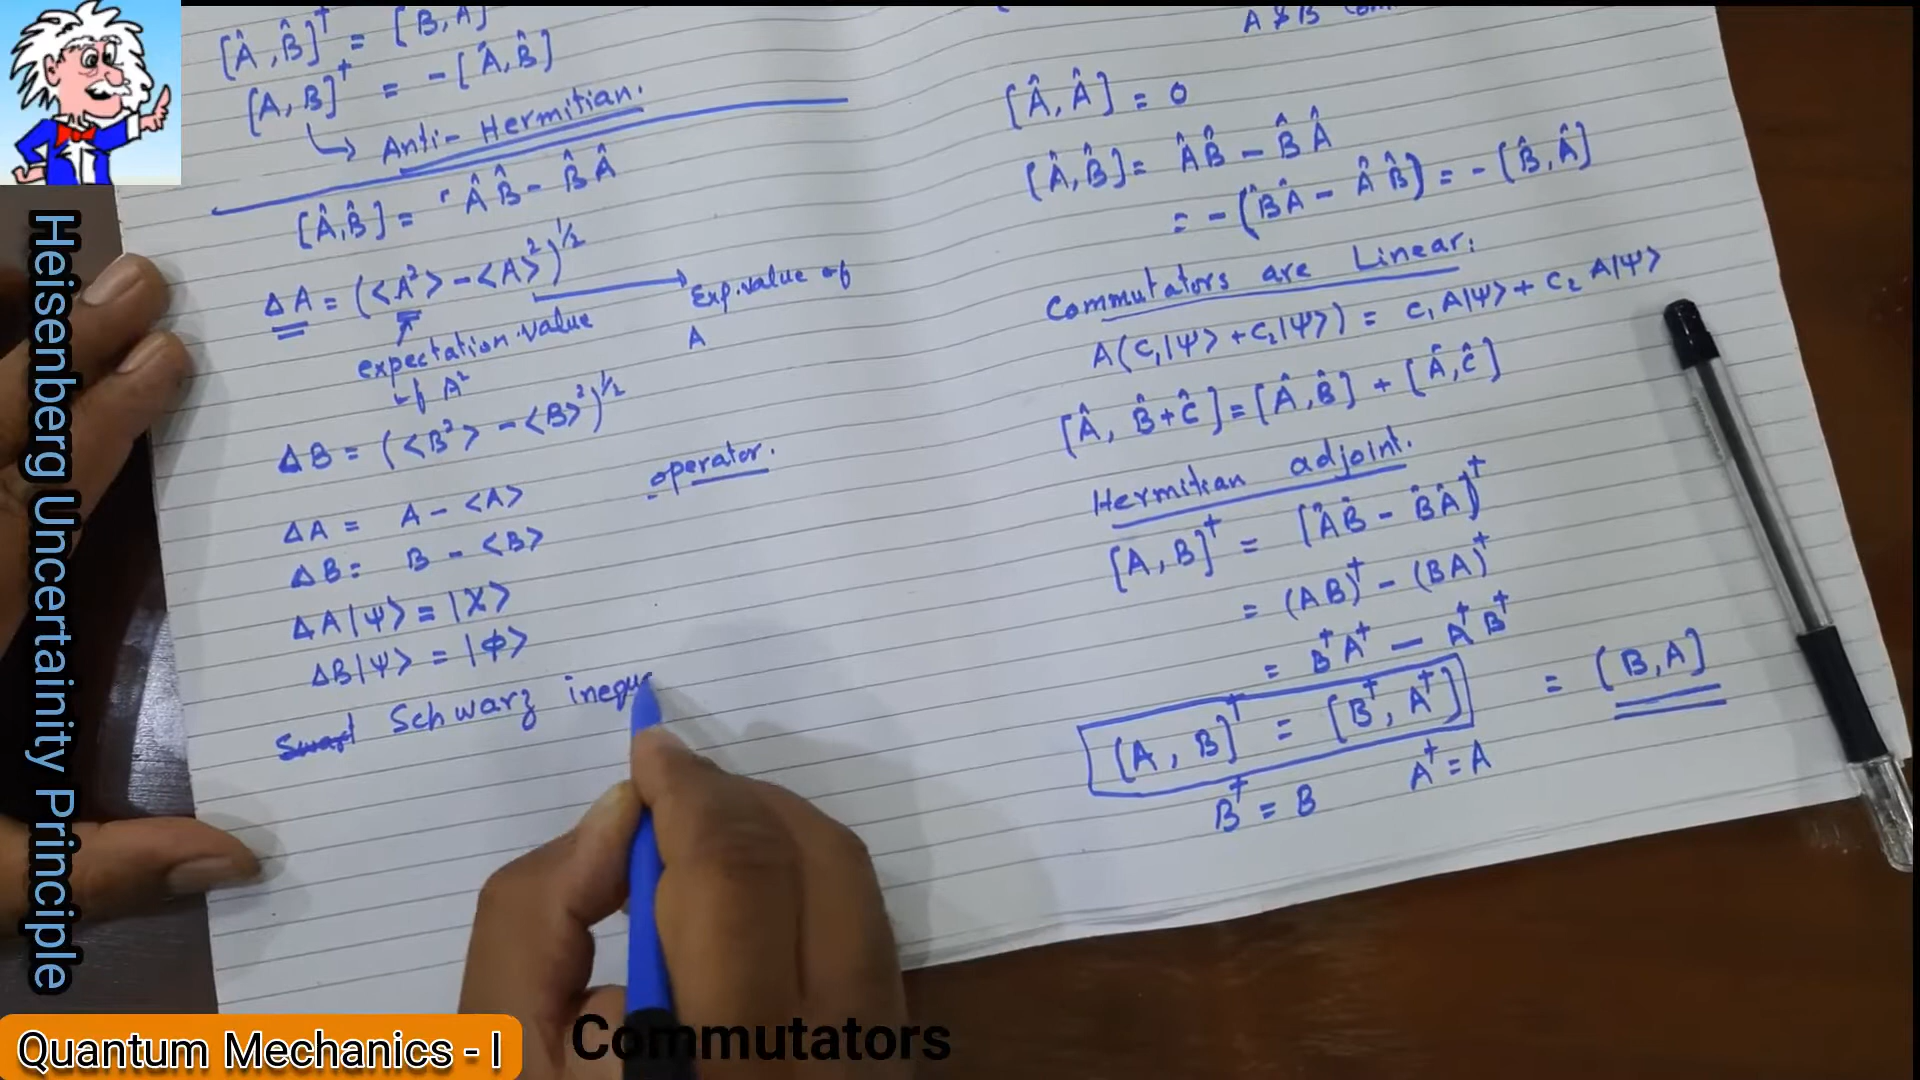 [Â, B̂]† = [B, A]
[A, B]† = -[Â, B̂]
↳ Anti-Hermitian.
[Â, B̂] = ÂB̂ - B̂Â
ΔA = (<A²> - <A>²)^1/2
Exp. value of
A
expectation value
of A²
ΔB = (<B²> - <B>²)^1/2
operator.
ΔA = A - <A>
ΔB = B - <B>
ΔA|ψ> = |χ>
ΔB|ψ> = |φ>
Schwarz inequ
A & B
[Â, Â] = 0
[Â, B̂] = ÂB̂ - B̂Â
= -(B̂Â - ÂB̂) = -[B̂, Â]
Commutators are Linear:
A(C₁|ψ> + C₂|ψ>) = C₁A|ψ> + C₂ A|ψ>
[Â, B̂+Ĉ] = [Â, B̂] + [Â, Ĉ]
Hermitian adjoint.
[A, B]† = [ÂB̂ - B̂Â]†
= (AB)† - (BA)†
= B†A† - A†B†
[A, B]† = [B†, A†] = [B, A]
B† = B A† = A
Heisenberg Uncertainity Principle
Quantum Mechanics - I
Commutators